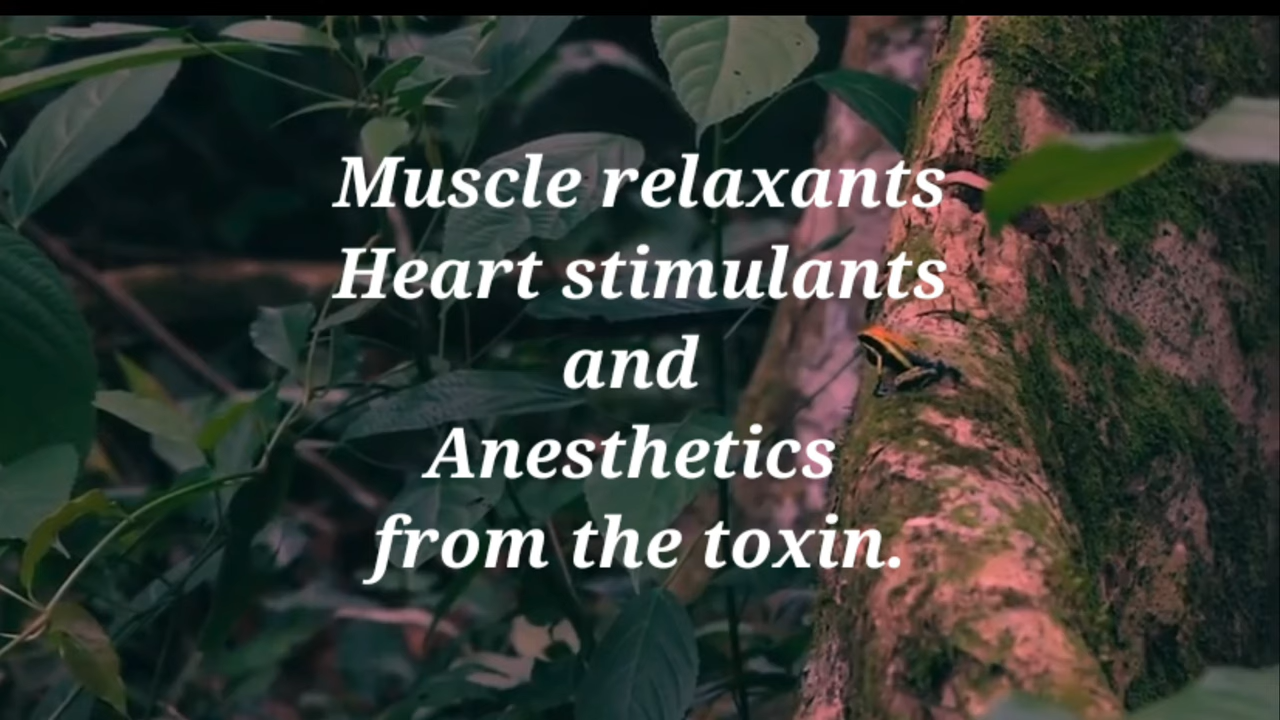 Muscle relaxants
Heart stimulants
and
Anesthetics
from the toxin.